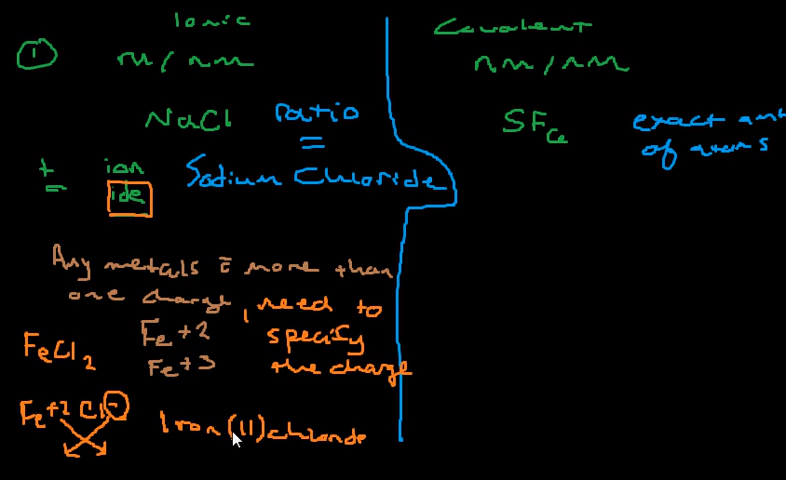 Ionic
① m/nm
NaCl ratio
=
+ ion Sodium Chloride
- ide
Any metals c̄ more than
one charge, need to
Fe+2 specify
FeCl2 Fe+3 the charge
Fe+2 Cl- Iron (II) chloride
Covalent
nm/nm
SF6 exact amt
of atoms